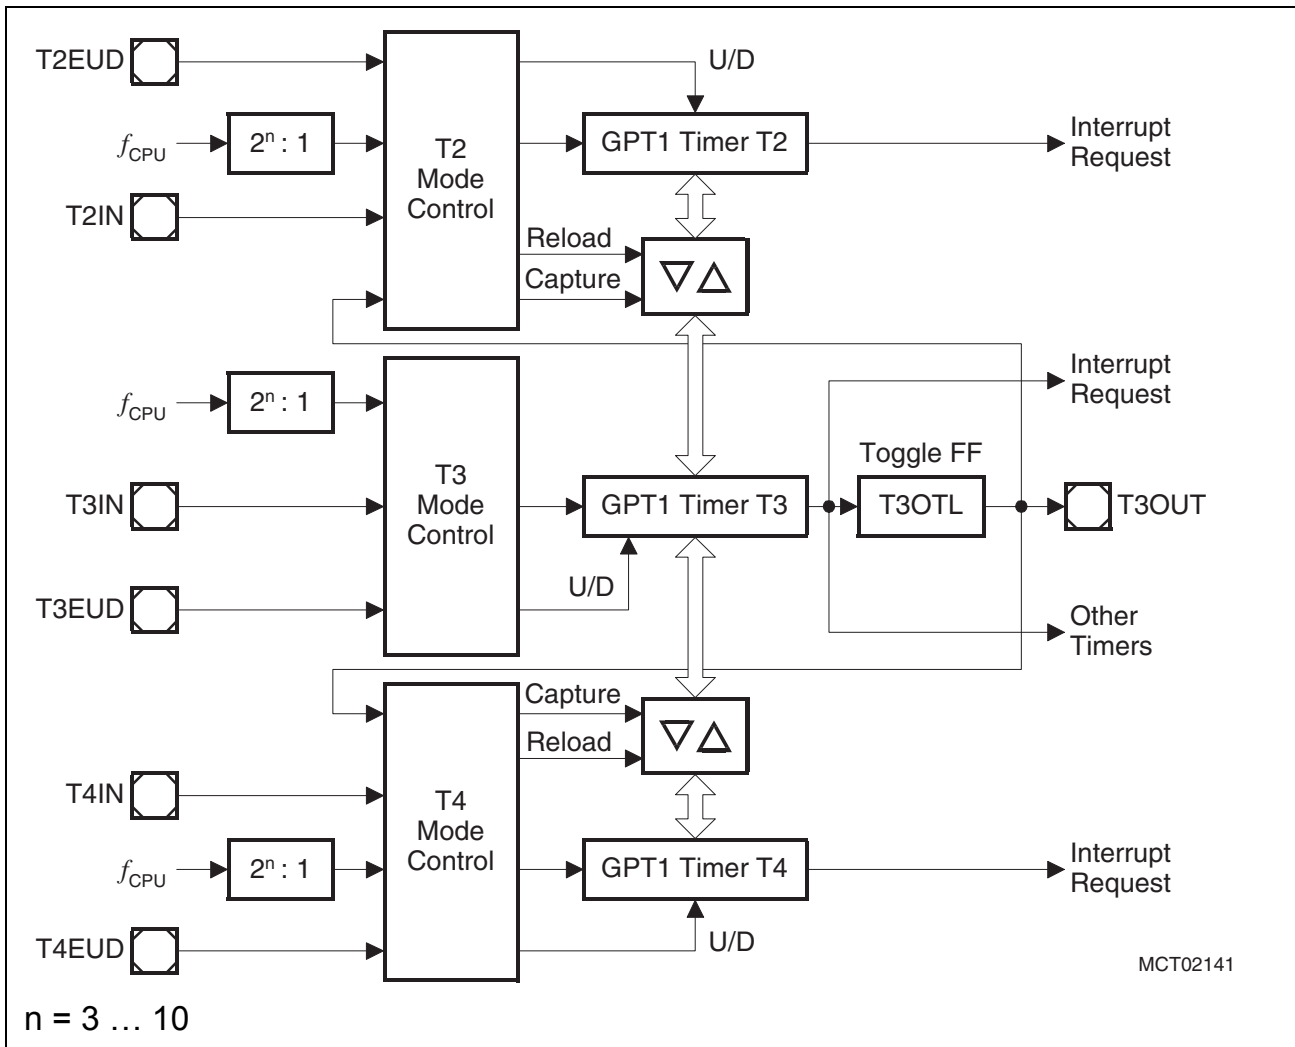 T2EUD
U/D
fCPU
2ⁿ : 1
T2
Mode
Control
GPT1 Timer T2
Interrupt
Request
T2IN
Reload
Capture
fCPU
2ⁿ : 1
Interrupt
Request
T3IN
T3
Mode
Control
GPT1 Timer T3
Toggle FF
T3OTL
T3OUT
T3EUD
U/D
Other
Timers
Capture
Reload
T4IN
T4
Mode
Control
fCPU
2ⁿ : 1
GPT1 Timer T4
Interrupt
Request
T4EUD
U/D
MCT02141
n = 3 … 10